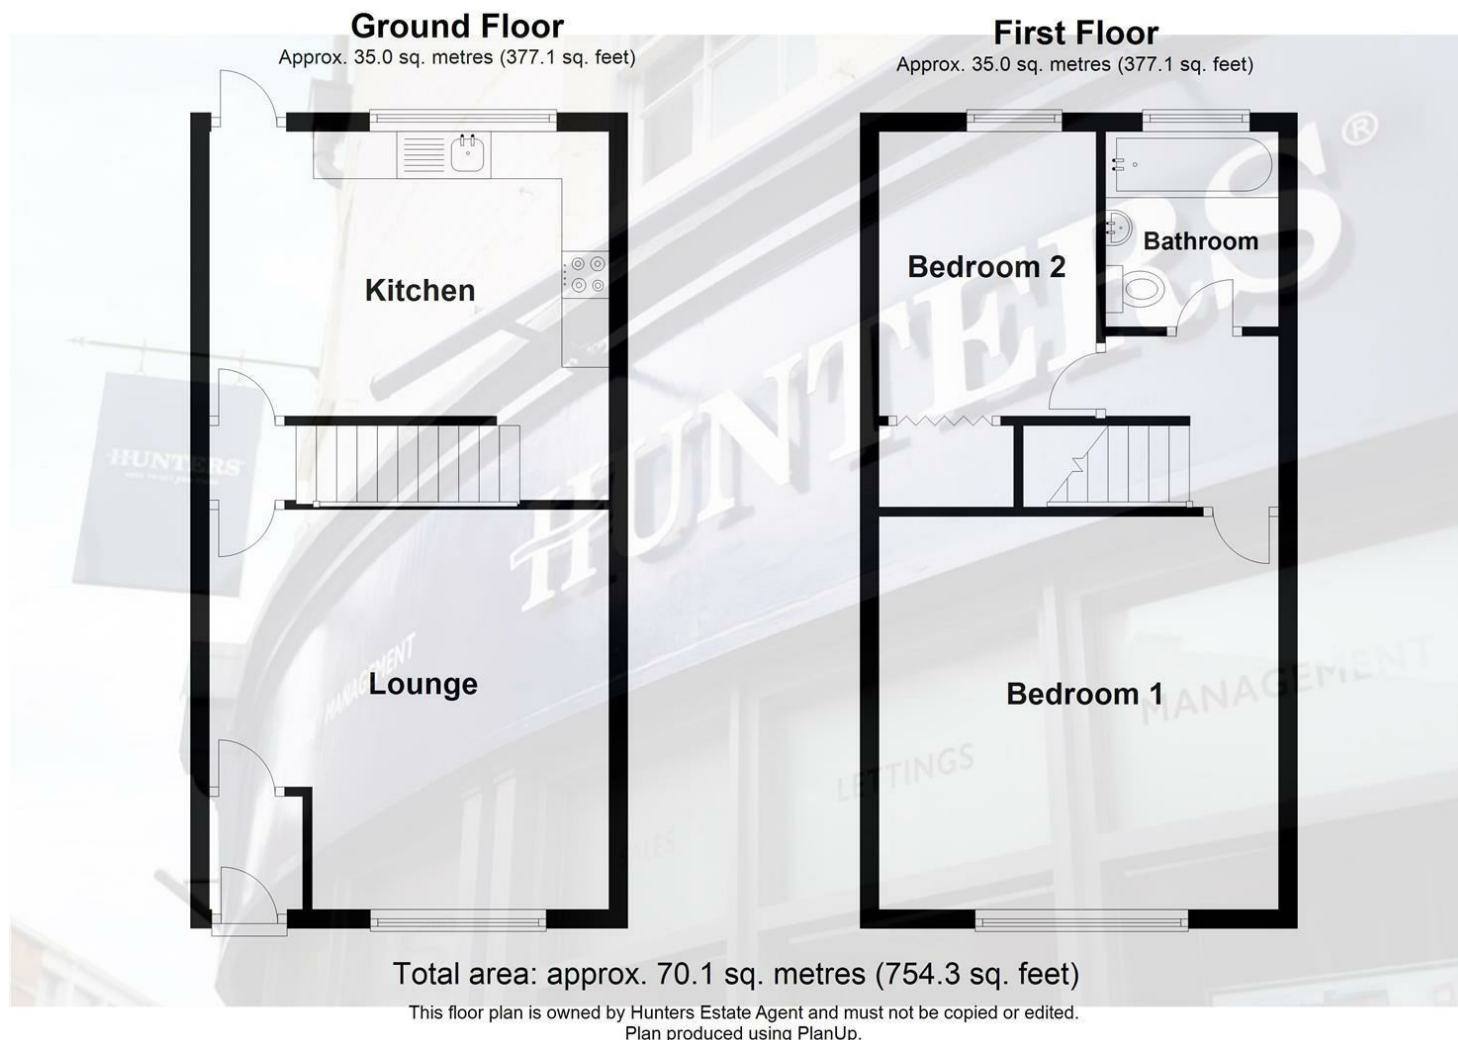 Ground Floor
Approx. 35.0 sq. metres (377.1 sq. feet)
First Floor
Approx. 35.0 sq. metres (377.1 sq. feet)
®
Kitchen
Bedroom 2
Bathroom
HUNTERS
HUNTERS
Lounge
MANAGEMENT
Bedroom 1
MANAGEMENT
LETTINGS
SALES
Total area: approx. 70.1 sq. metres (754.3 sq. feet)
This floor plan is owned by Hunters Estate Agent and must not be copied or edited.
Plan produced using PlanUp.